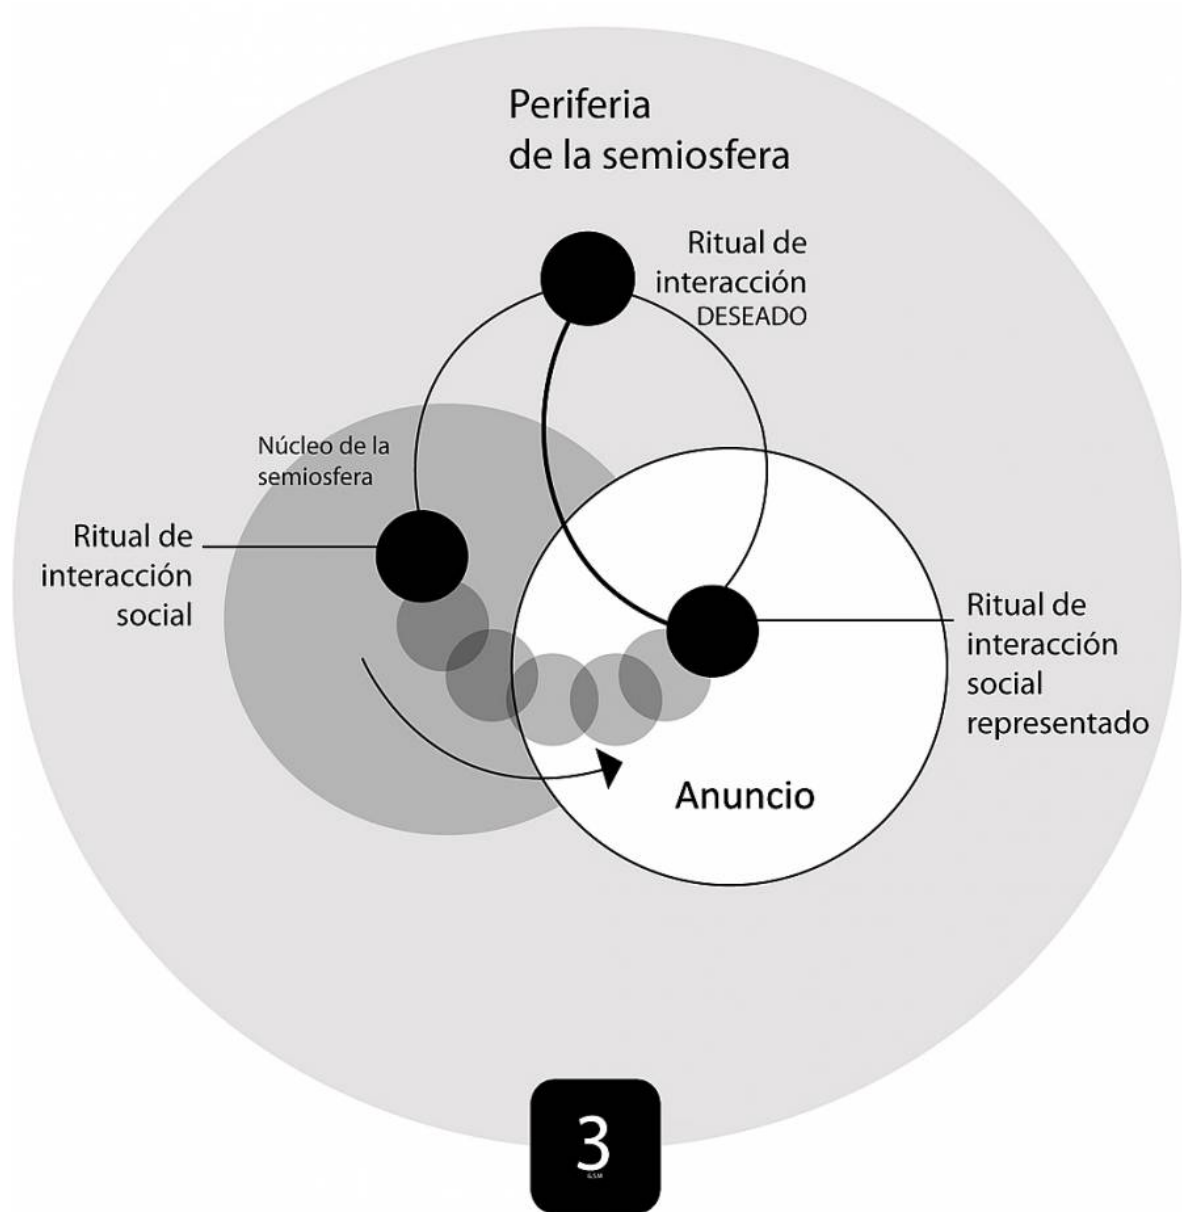 Periferia
de la semiosfera
Ritual de
interacción
DESEADO
Núcleo de la
semiosfera
Ritual de
interacción
social
Ritual de
interacción
social
representado
Anuncio
3
GSM